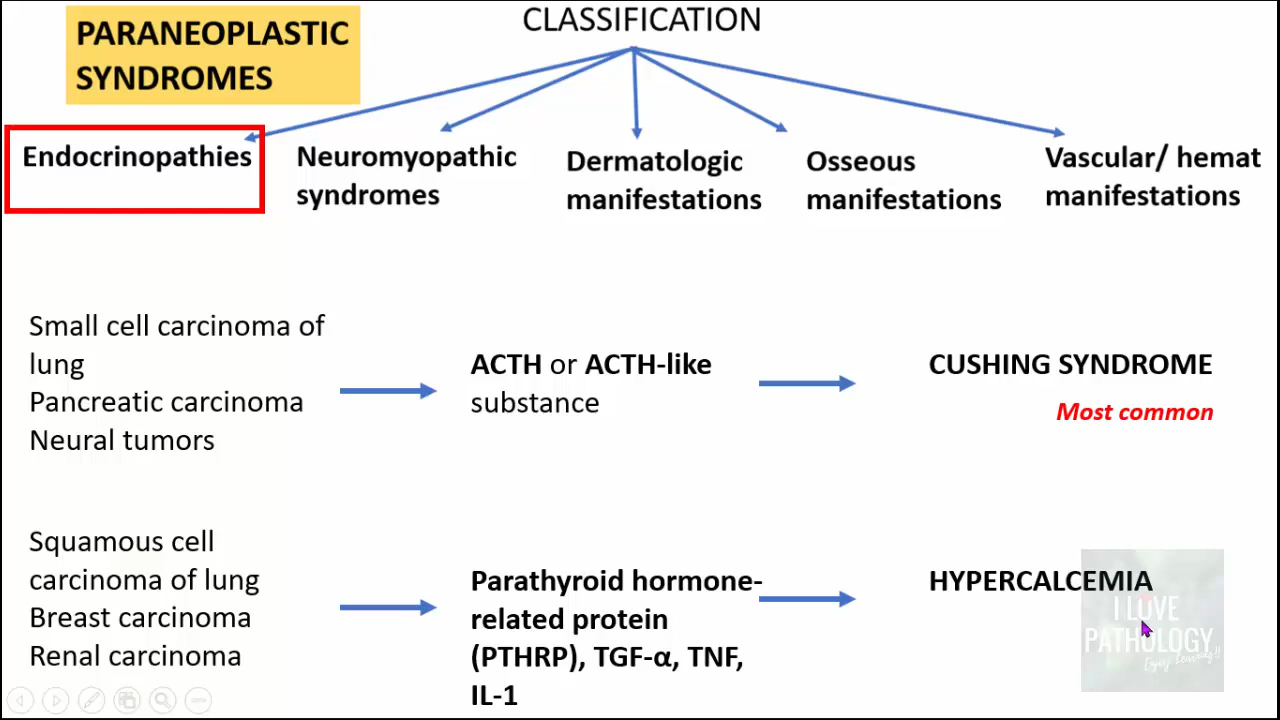 PARANEOPLASTIC
SYNDROMES
CLASSIFICATION
Endocrinopathies
Neuromyopathic
syndromes
Dermatologic
manifestations
Osseous
manifestations
Vascular/ hemat
manifestations
Small cell carcinoma of
lung
Pancreatic carcinoma
Neural tumors
ACTH or ACTH-like
substance
CUSHING SYNDROME
Most common
Squamous cell
carcinoma of lung
Breast carcinoma
Renal carcinoma
Parathyroid hormone-
related protein
(PTHRP), TGF-α, TNF,
IL-1
HYPERCALCEMIA
I LOVE
PATHOLOGY
Enjoy Learning!!